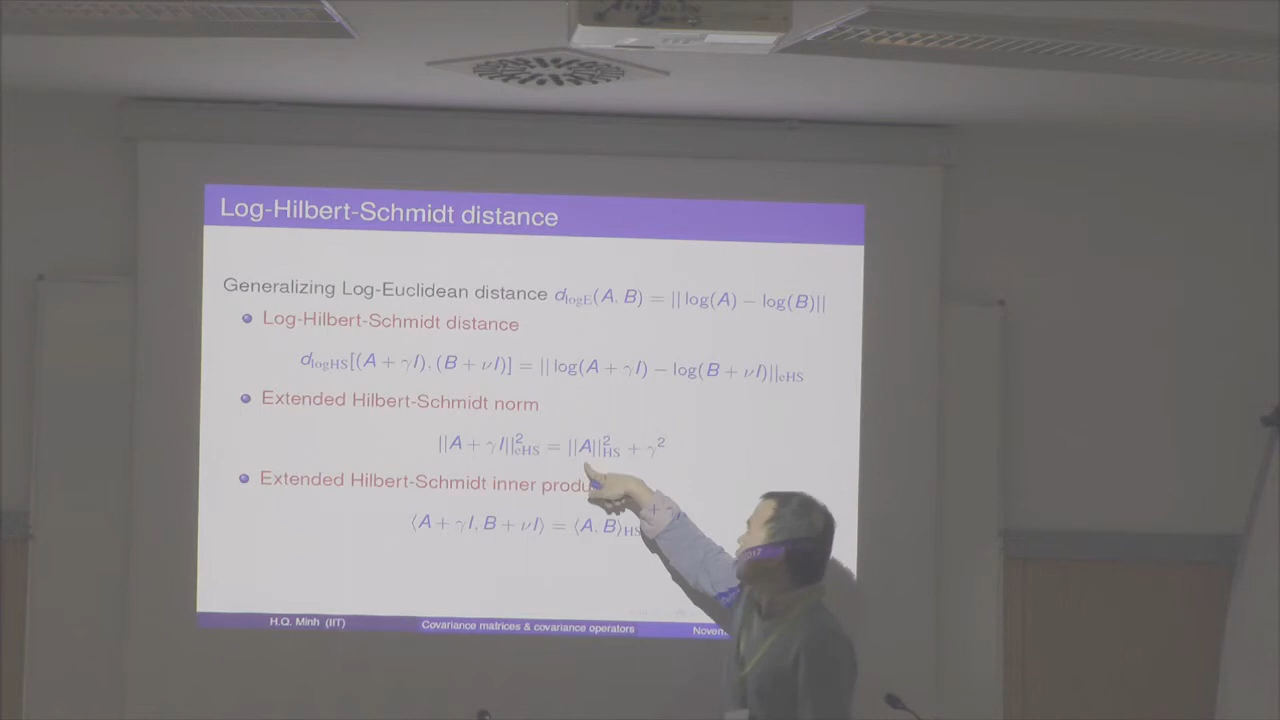 Log-Hilbert-Schmidt distance
Generalizing Log-Euclidean distance d_logE(A, B) = || log(A) − log(B)||
Log-Hilbert-Schmidt distance
d_logHS[(A + γI), (B + νI)] = || log(A + γI) − log(B + νI)||_eHS
Extended Hilbert-Schmidt norm
||A + γI||²_eHS = ||A||²_HS + γ²
Extended Hilbert-Schmidt inner
⟨A + γI, B + νI⟩ = ⟨A, B⟩_HS +
H.Q. Minh (IIT) Covariance matrices & covariance operators